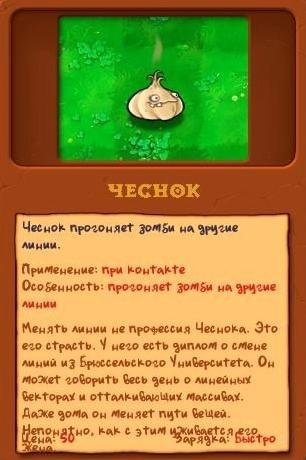 ЧЕСНОК
Чеснок прогоняет зомби на другие
линии.
Применение: при контакте
Особенность: прогоняет зомби на другие
линии
Менять линии не профессия Чеснока. Это
его страсть. У него есть диплом о смене
линий из Брюссельского Университета. Он
может говорить весь день о линейных
векторах и отталкивающих массивах.
Даже дома он меняет пути вещей.
Непонятно, как с этим уживается его
жена.
Цена: 50 Зарядка: быстро